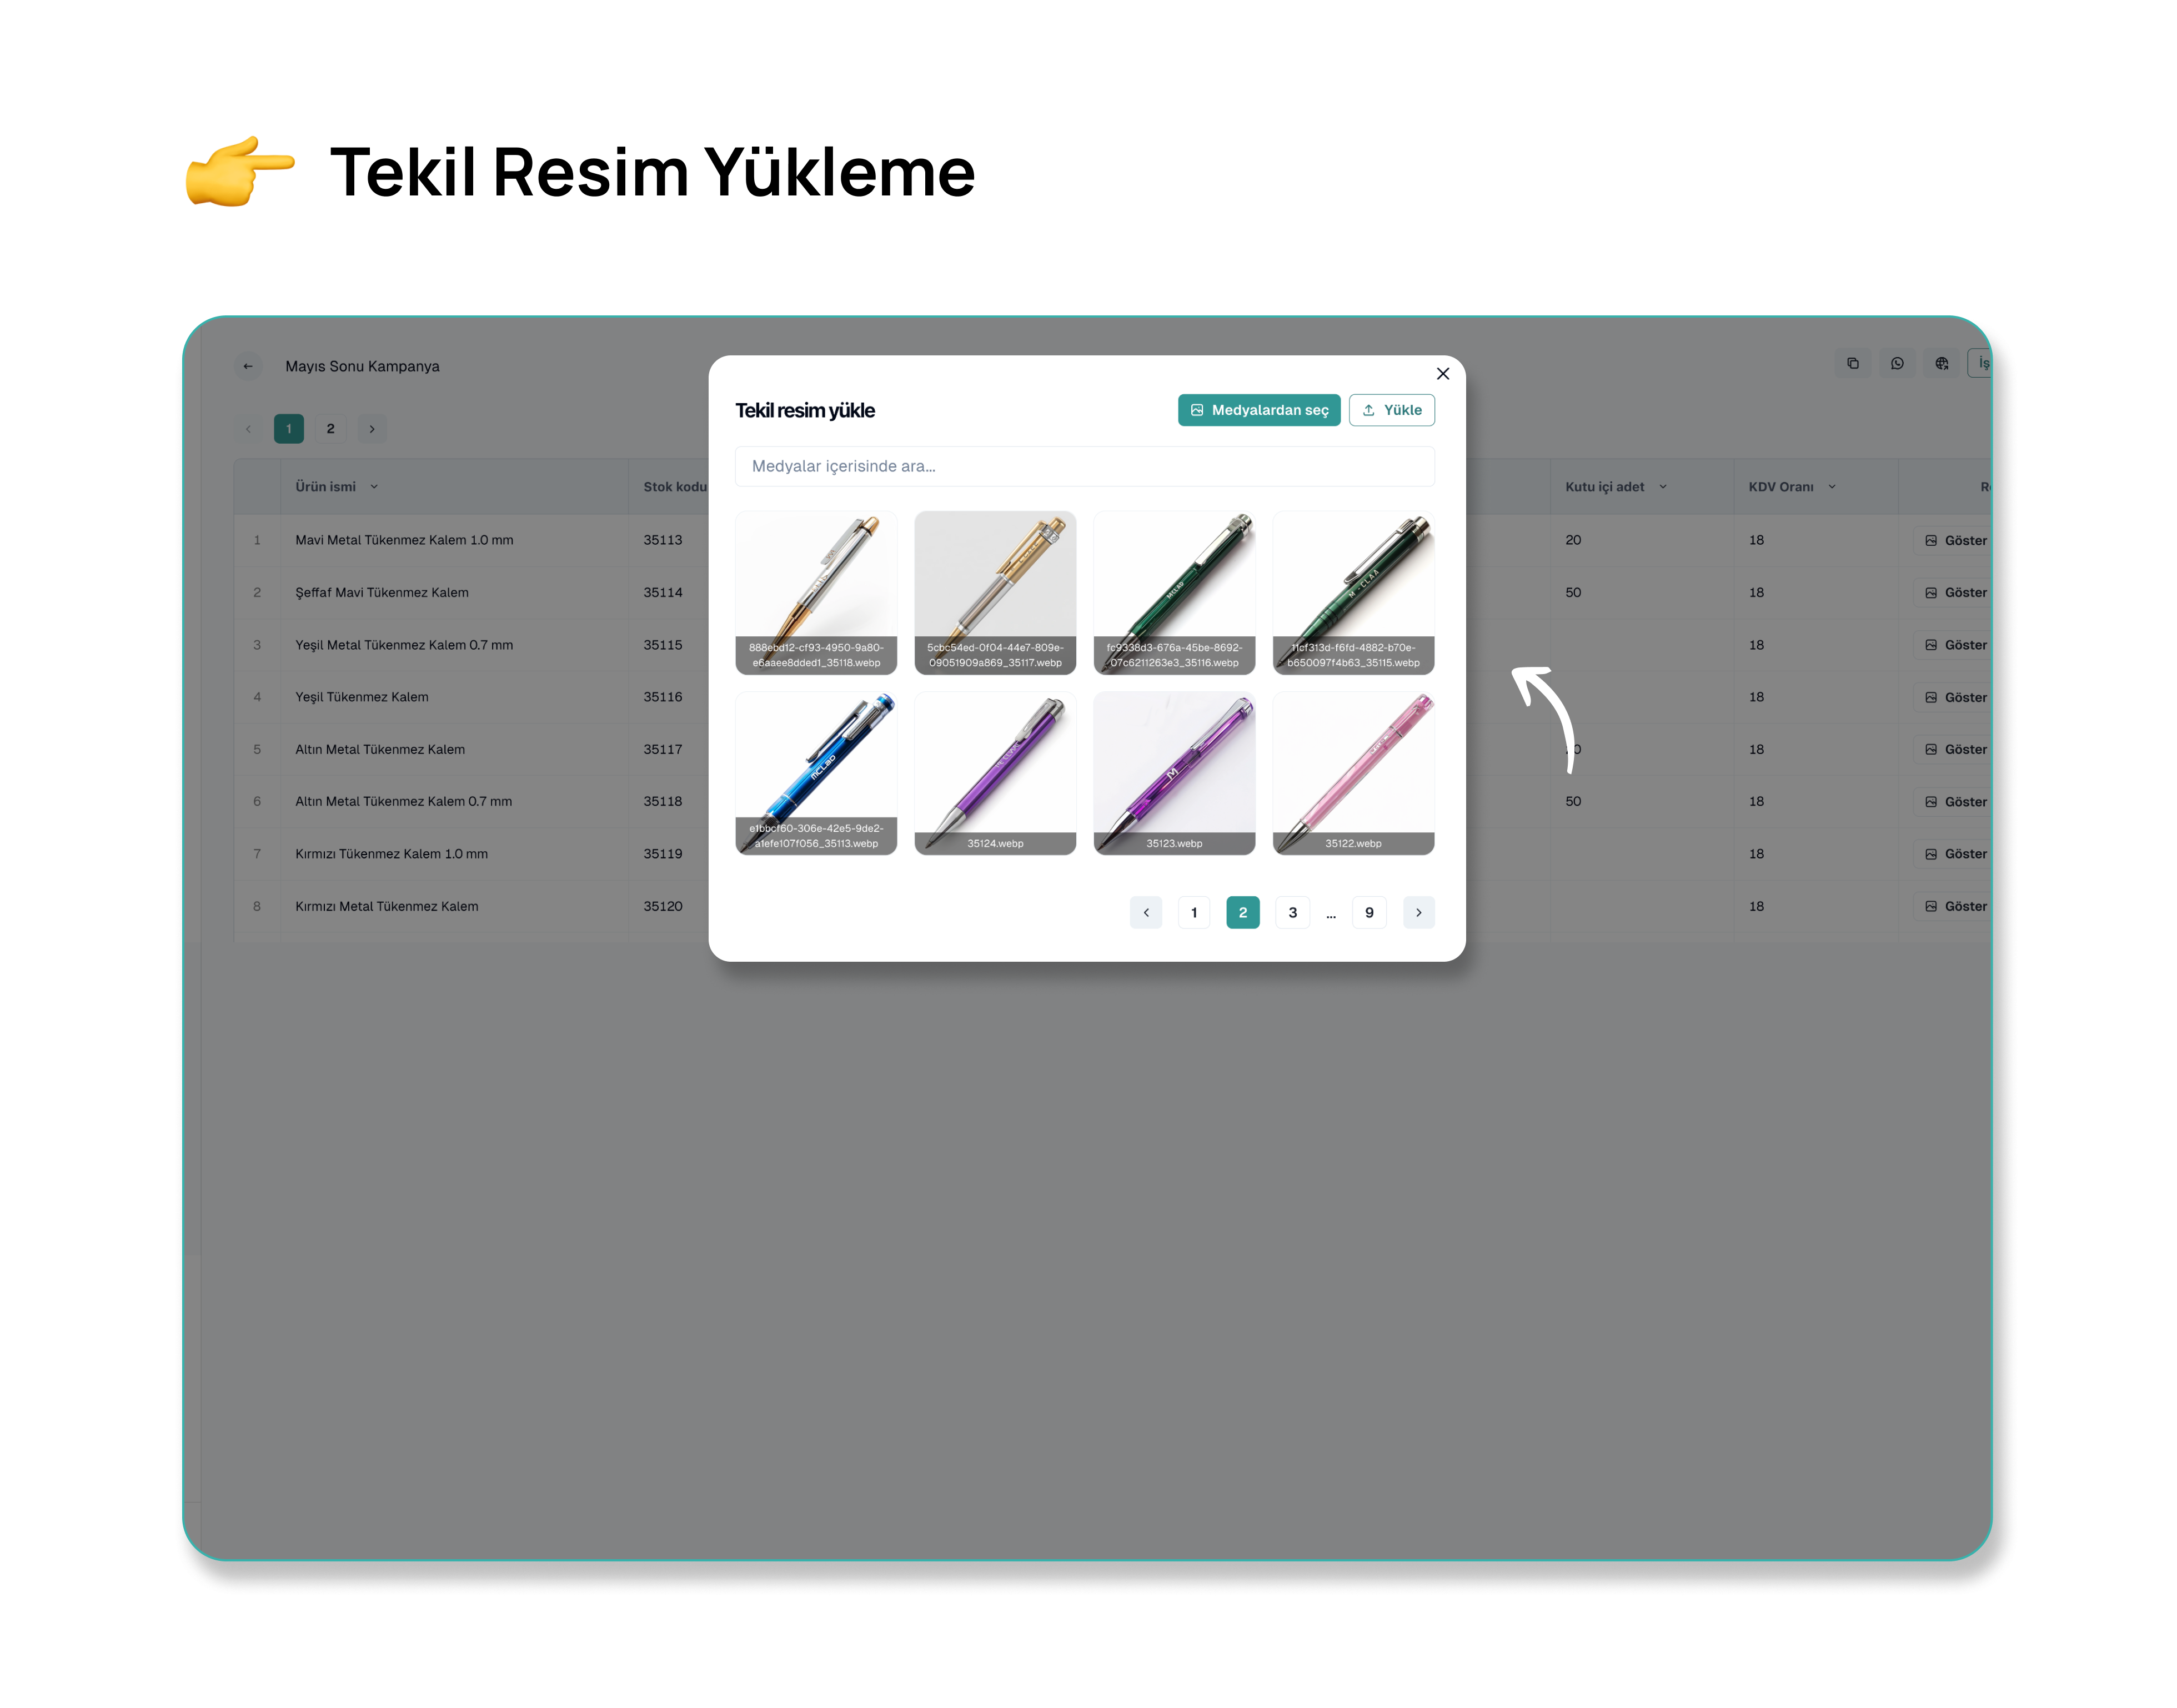 Tekil Resim Yükleme
Mayıs Sonu Kampanya
1 2
Ürün ismi Stok kodu Kutu içi adet KDV Oranı
1 Mavi Metal Tükenmez Kalem 1.0 mm 35113 20 18 Göster
2 Şeffaf Mavi Tükenmez Kalem 35114 50 18 Göster
3 Yeşil Metal Tükenmez Kalem 0.7 mm 35115 18 Göster
4 Yeşil Tükenmez Kalem 35116 18 Göster
5 Altın Metal Tükenmez Kalem 35117 18 Göster
6 Altın Metal Tükenmez Kalem 0.7 mm 35118 50 18 Göster
7 Kırmızı Tükenmez Kalem 1.0 mm 35119 18 Göster
8 Kırmızı Metal Tükenmez Kalem 35120 18 Göster
Tekil resim yükle
Medyalardan seç
Yükle
Medyalar içerisinde ara...
888ebd12-cf93-4950-9a80-
e6aaee8dded1_35118.webp
5cbc54ed-0f04-44e7-809e-
09051909a869_35117.webp
fc9338d3-676a-45be-8692-
07c6211263e3_35116.webp
11cf313d-f6fd-4882-b70e-
b650097f4b63_35115.webp
e1bbcf60-306e-42e5-9de2-
a1efe107f056_35113.webp
35124.webp
35123.webp
35122.webp
1 2 3 ... 9